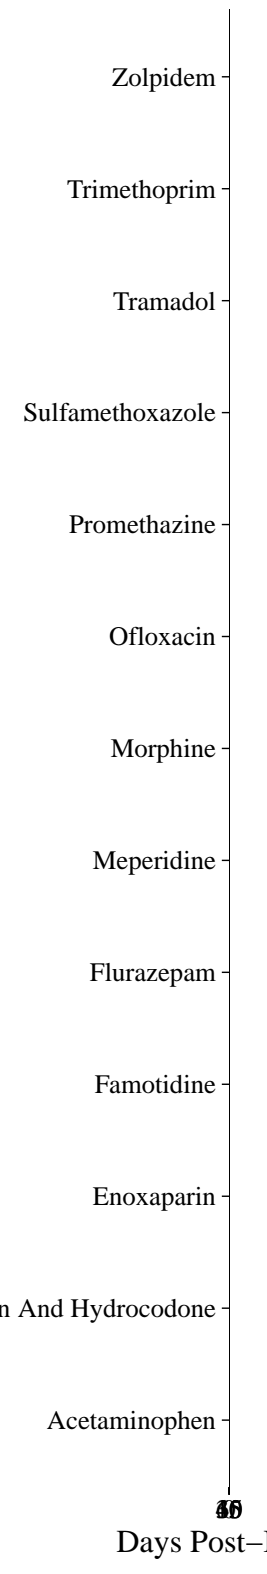 Zolpidem
Trimethoprim
Tramadol
Sulfamethoxazole
Promethazine
Ofloxacin
Morphine
Meperidine
Flurazepam
Famotidine
Enoxaparin
And Hydrocodone
Acetaminophen
Days Post–